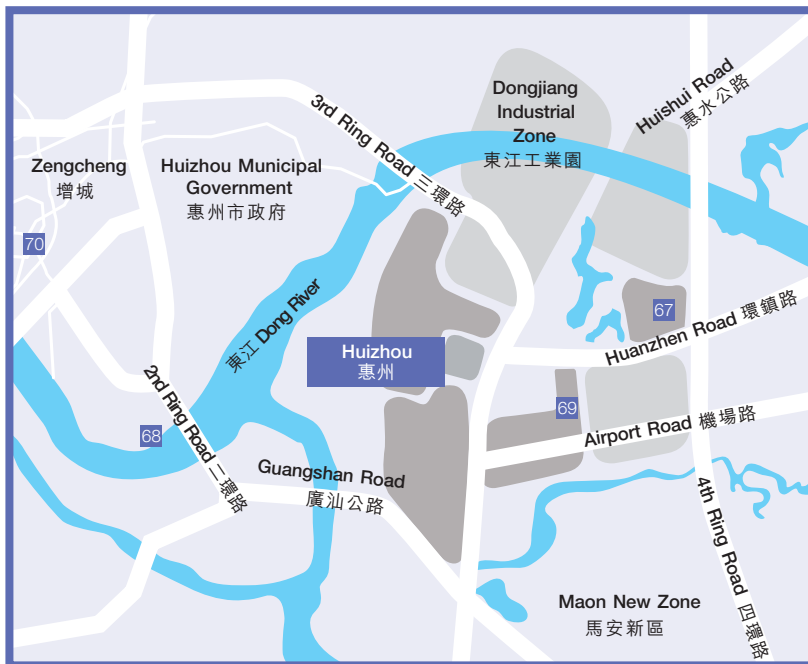 Dongjiang
Industrial
Zone
東江工業園
Huishui Road
惠水公路
3rd Ring Road 三環路
Zengcheng
增城
Huizhou Municipal
Government
惠州市政府
70
東江 Dong River
67
Huanzhen Road 環鎮路
Huizhou
惠州
69
Airport Road 機場路
68
2nd Ring Road 二環路
Guangshan Road
廣汕公路
4th Ring Road 四環路
Maon New Zone
馬安新區